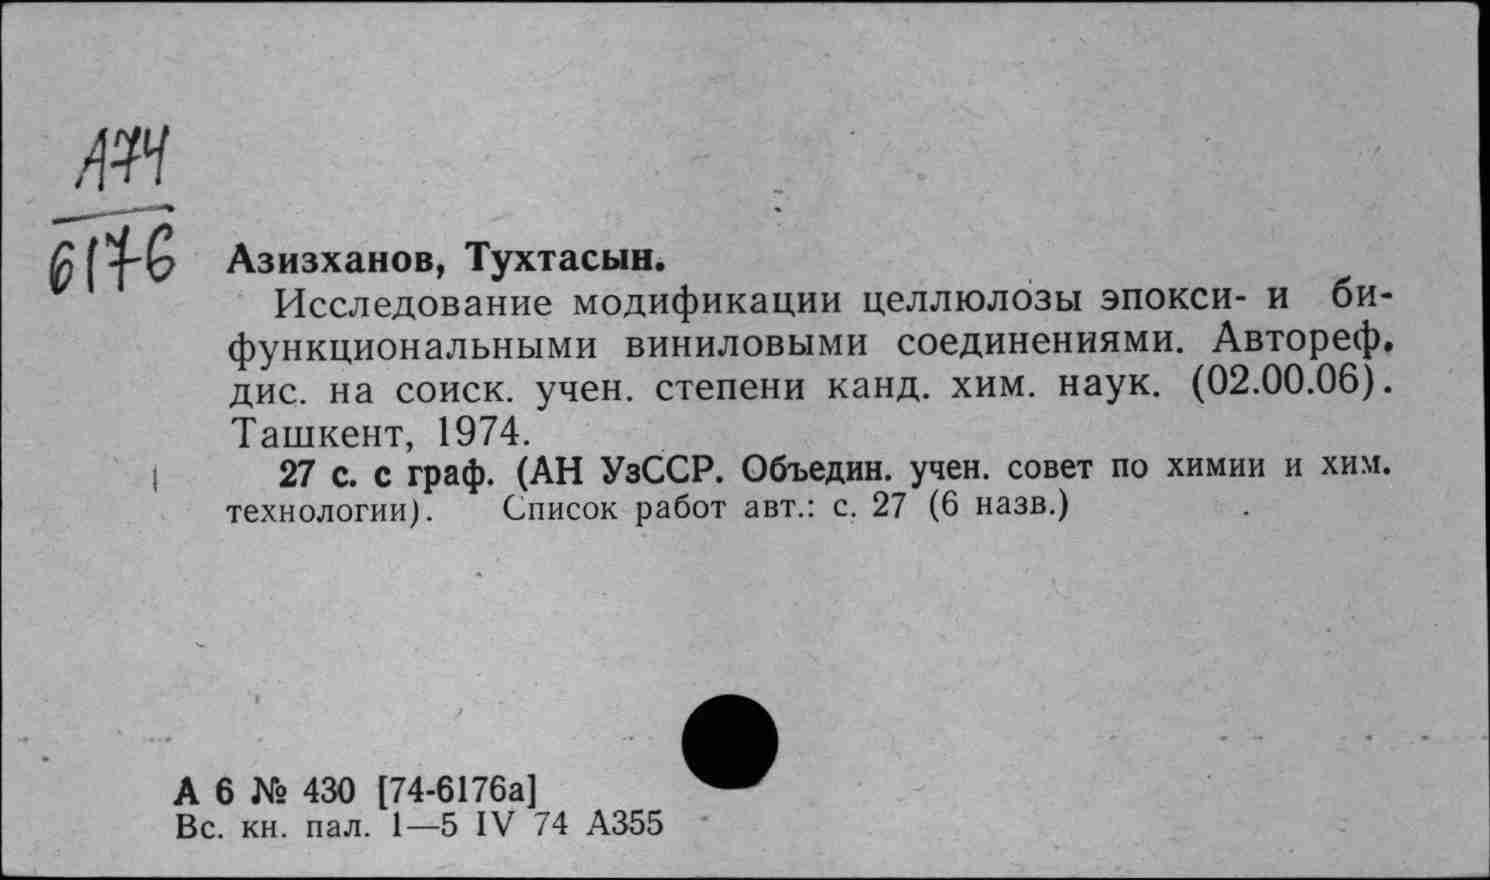 А74
6176
Азизханов, Тухтасын.
Исследование модификации целлюлозы эпокси- и би-
функциональными виниловыми соединениями. Автореф.
дис. на соиск. учен. степени канд. хим. наук. (02.00.06).
Ташкент, 1974.
27 с. с граф. (АН УзССР. Объедин. учен. совет по химии и хим.
технологии). Список работ авт.: с. 27 (6 назв.)
А 6 № 430 [74-6176а]
Вс. кн. пал. 1—5 IV 74 А355